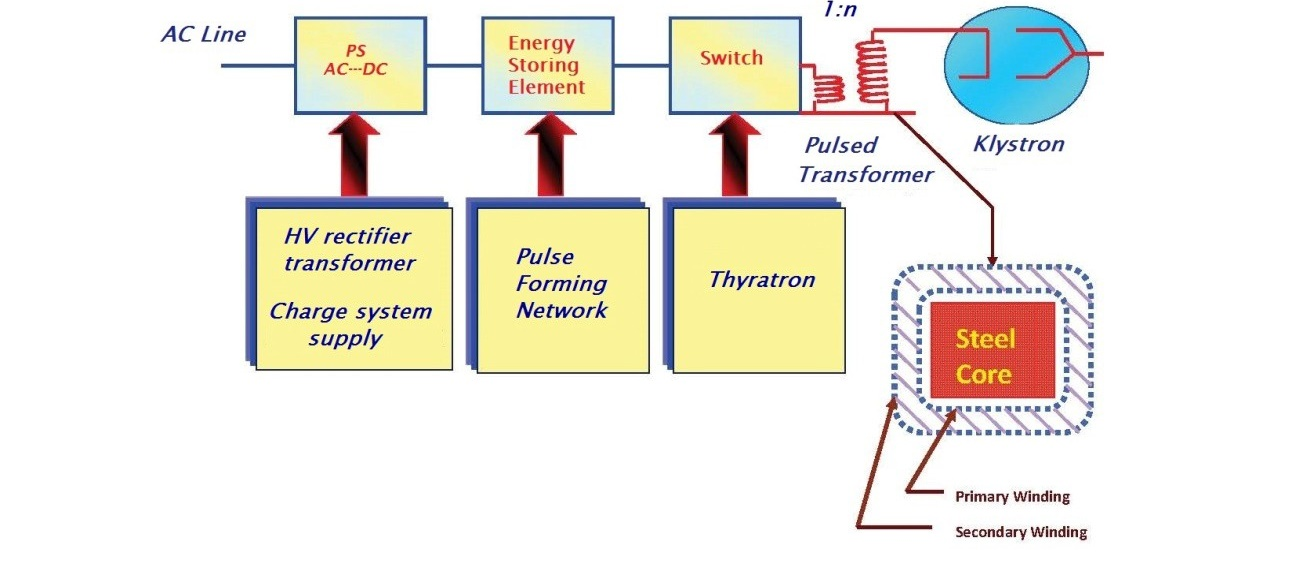 1:n
AC Line
PS
AC---DC
Energy
Storing
Element
Switch
Pulsed
Transformer
Klystron
HV rectifier
transformer
Charge system
supply
Pulse
Forming
Network
Thyratron
Steel
Core
Primary Winding
Secondary Winding